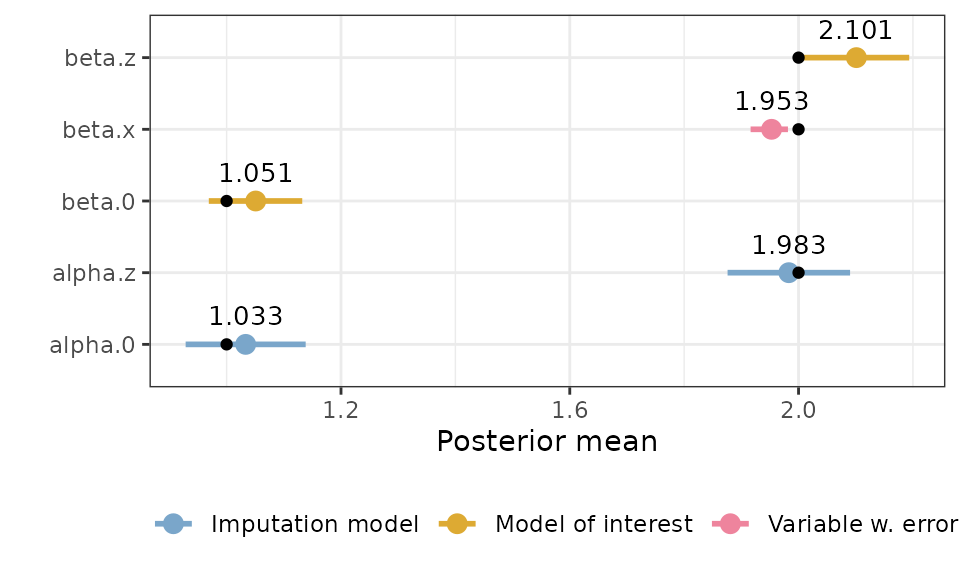 2.101
beta.z
1.953
beta.x
1.051
beta.0
1.983
alpha.z
1.033
alpha.0
1.2 1.6 2.0
Posterior mean
Imputation model Model of interest Variable w. error